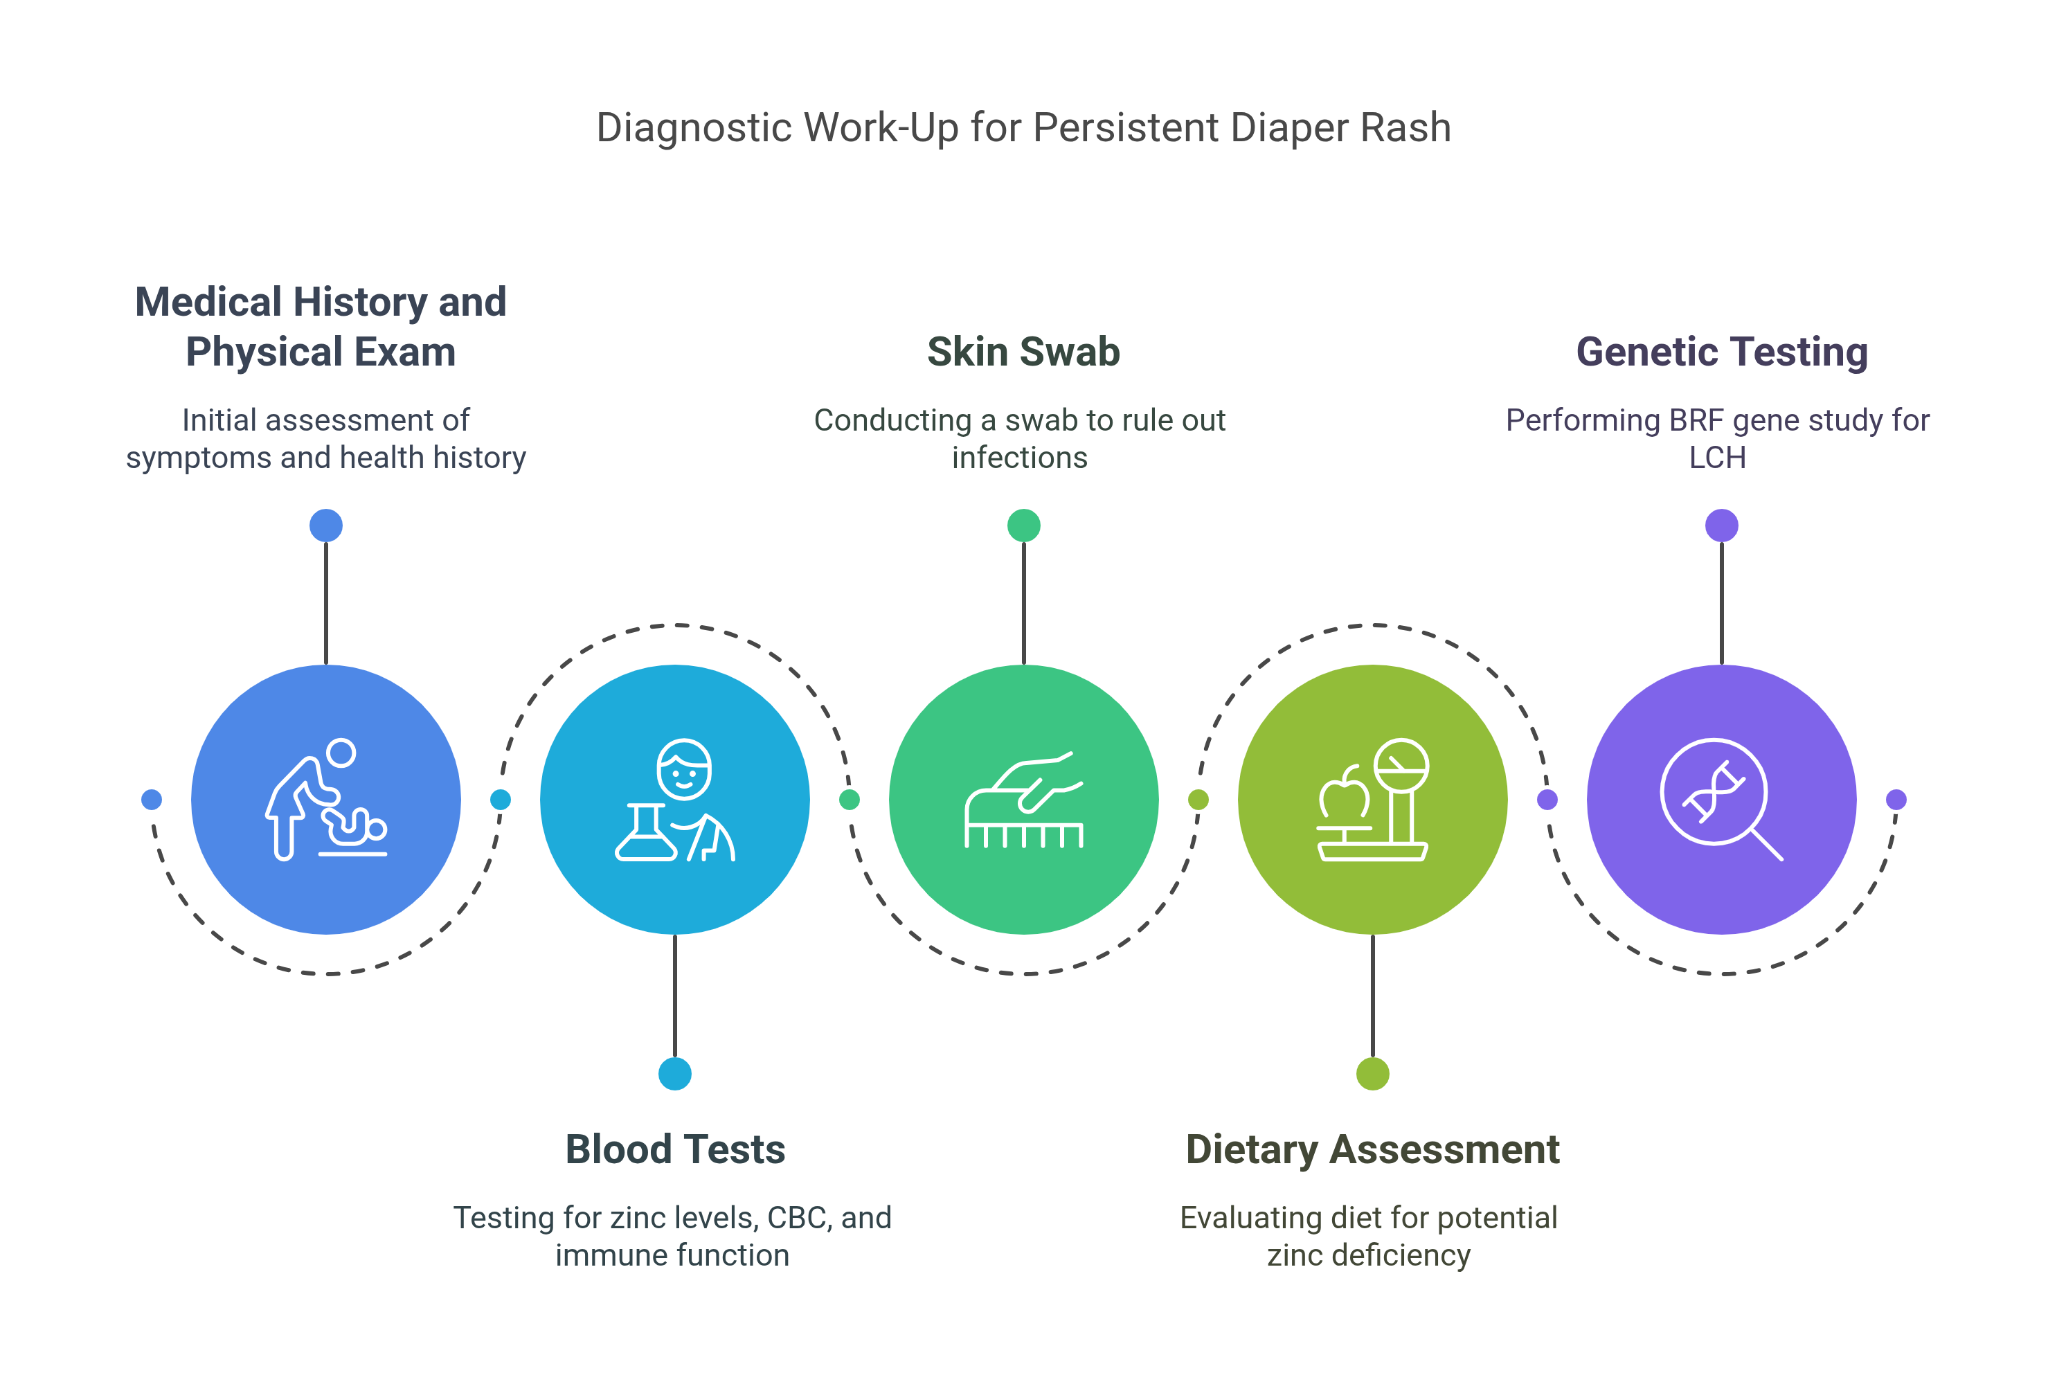 Diagnostic Work-Up for Persistent Diaper Rash
Medical History and
Physical Exam
Initial assessment of
symptoms and health history
Skin Swab
Conducting a swab to rule out
infections
Genetic Testing
Performing BRF gene study for
LCH
Blood Tests
Testing for zinc levels, CBC, and
immune function
Dietary Assessment
Evaluating diet for potential
zinc deficiency